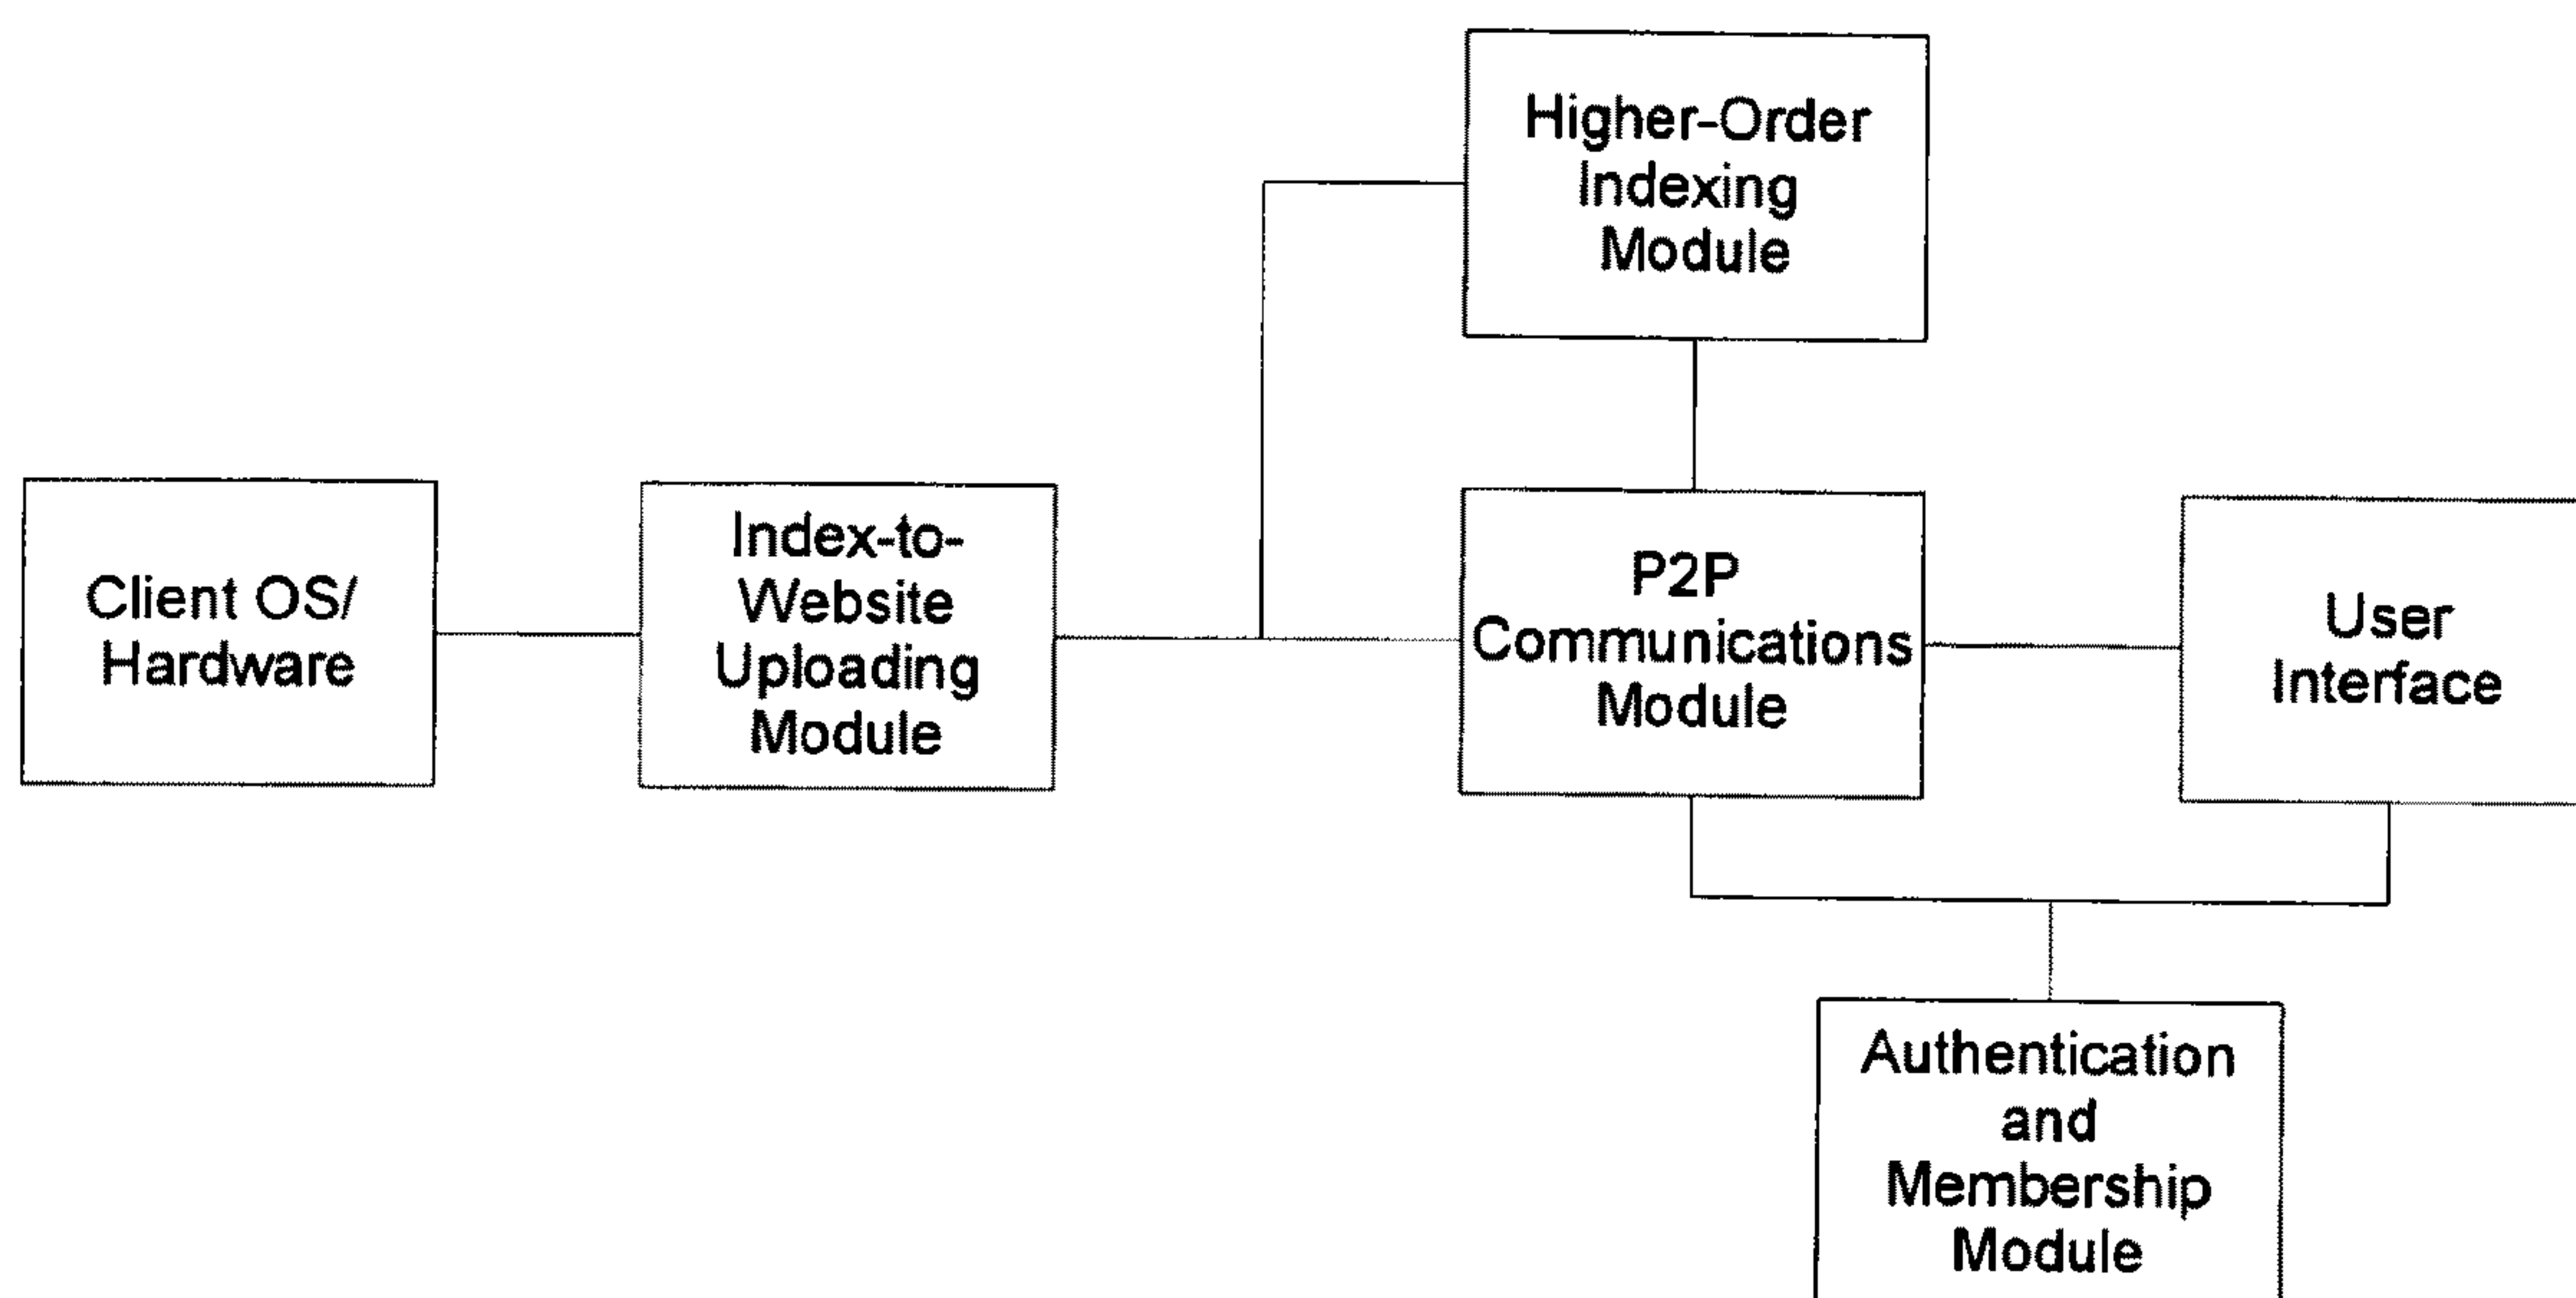 Higher-Order
Indexing
Module
Client OS/
Hardware
Index-to-
Website
Uploading
Module
P2P
Communications
Module
User
Interface
Authentication
and
Membership
Module